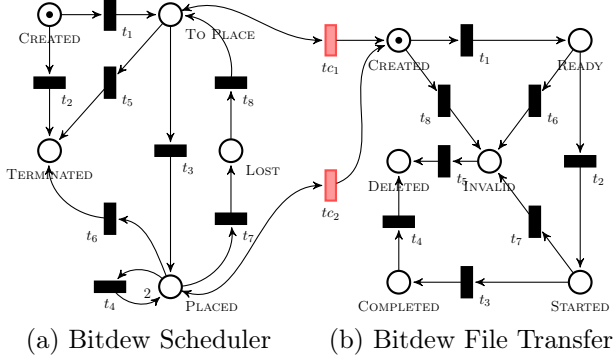 CREATED
t1
TO PLACE
t2
t5
t8
t3
TERMINATED
LOST
t6
t7
t4
2
PLACED
tc1
tc2
CREATED
t1
READY
t8
t6
DELETED
t5
INVALID
t2
t4
t7
COMPLETED
t3
STARTED
(a) Bitdew Scheduler
(b) Bitdew File Transfer